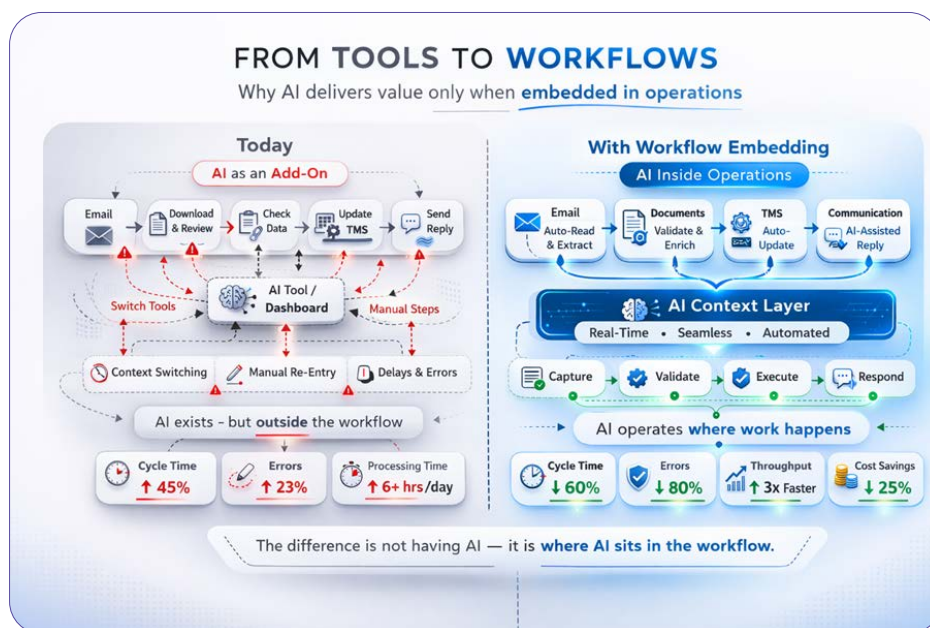 FROM TOOLS TO WORKFLOWS
Why AI delivers value only when embedded in operations
Today
AI as an Add-On
Email
Download
& Review
Check
Data
Update
TMS
Send
Reply
AI Tool /
Dashboard
Switch Tools
Manual Steps
Context Switching
Manual Re-Entry
Delays & Errors
AI exists - but outside the workflow
Cycle Time
↑ 45%
Errors
↑ 23%
Processing Time
↑ 6+ hrs/day
With Workflow Embedding
AI Inside Operations
Email
Auto-Read
& Extract
Documents
Validate &
Enrich
TMS
Auto-
Update
Communication
AI-Assisted
Reply
AI Context Layer
Real-Time • Seamless • Automated
Capture
Validate
Execute
Respond
AI operates where work happens
Cycle Time
↓ 60%
Errors
↓ 80%
Throughput
↑ 3x Faster
Cost Savings
↓ 25%
The difference is not having AI — it is where AI sits in the workflow.